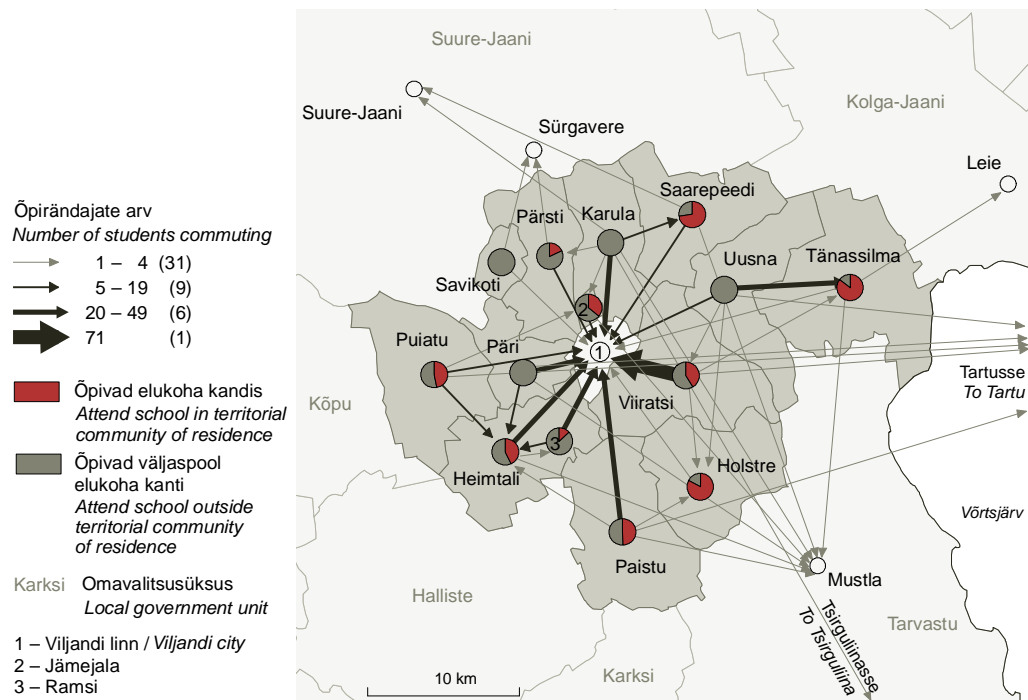 Õpirändajate arv
Number of students commuting
1 – 4 (31)
5 – 19 (9)
20 – 49 (6)
71 (1)
Õpivad elukoha kandis
Attend school in territorial
community of residence
Õpivad väljaspool
elukoha kanti
Attend school outside
territorial community
of residence
Karksi Omavalitsusüksus
Local government unit
1 – Viljandi linn / Viljandi city
2 – Jämejala
3 – Ramsi
Suure-Jaani
Kolga-Jaani
Suure-Jaani
Sürgavere
Leie
Saarepeedi
Pärsti
Karula
Uusna
Tänassilma
Savikoti
2
Puiatu
Päri
1
Viiratsi
Tartusse
To Tartu
Kõpu
3
Heimtali
Holstre
Võrtsjärv
Paistu
Mustla
Halliste
Tsirguliinasse
To Tsirguliina
Tarvastu
Karksi
10 km